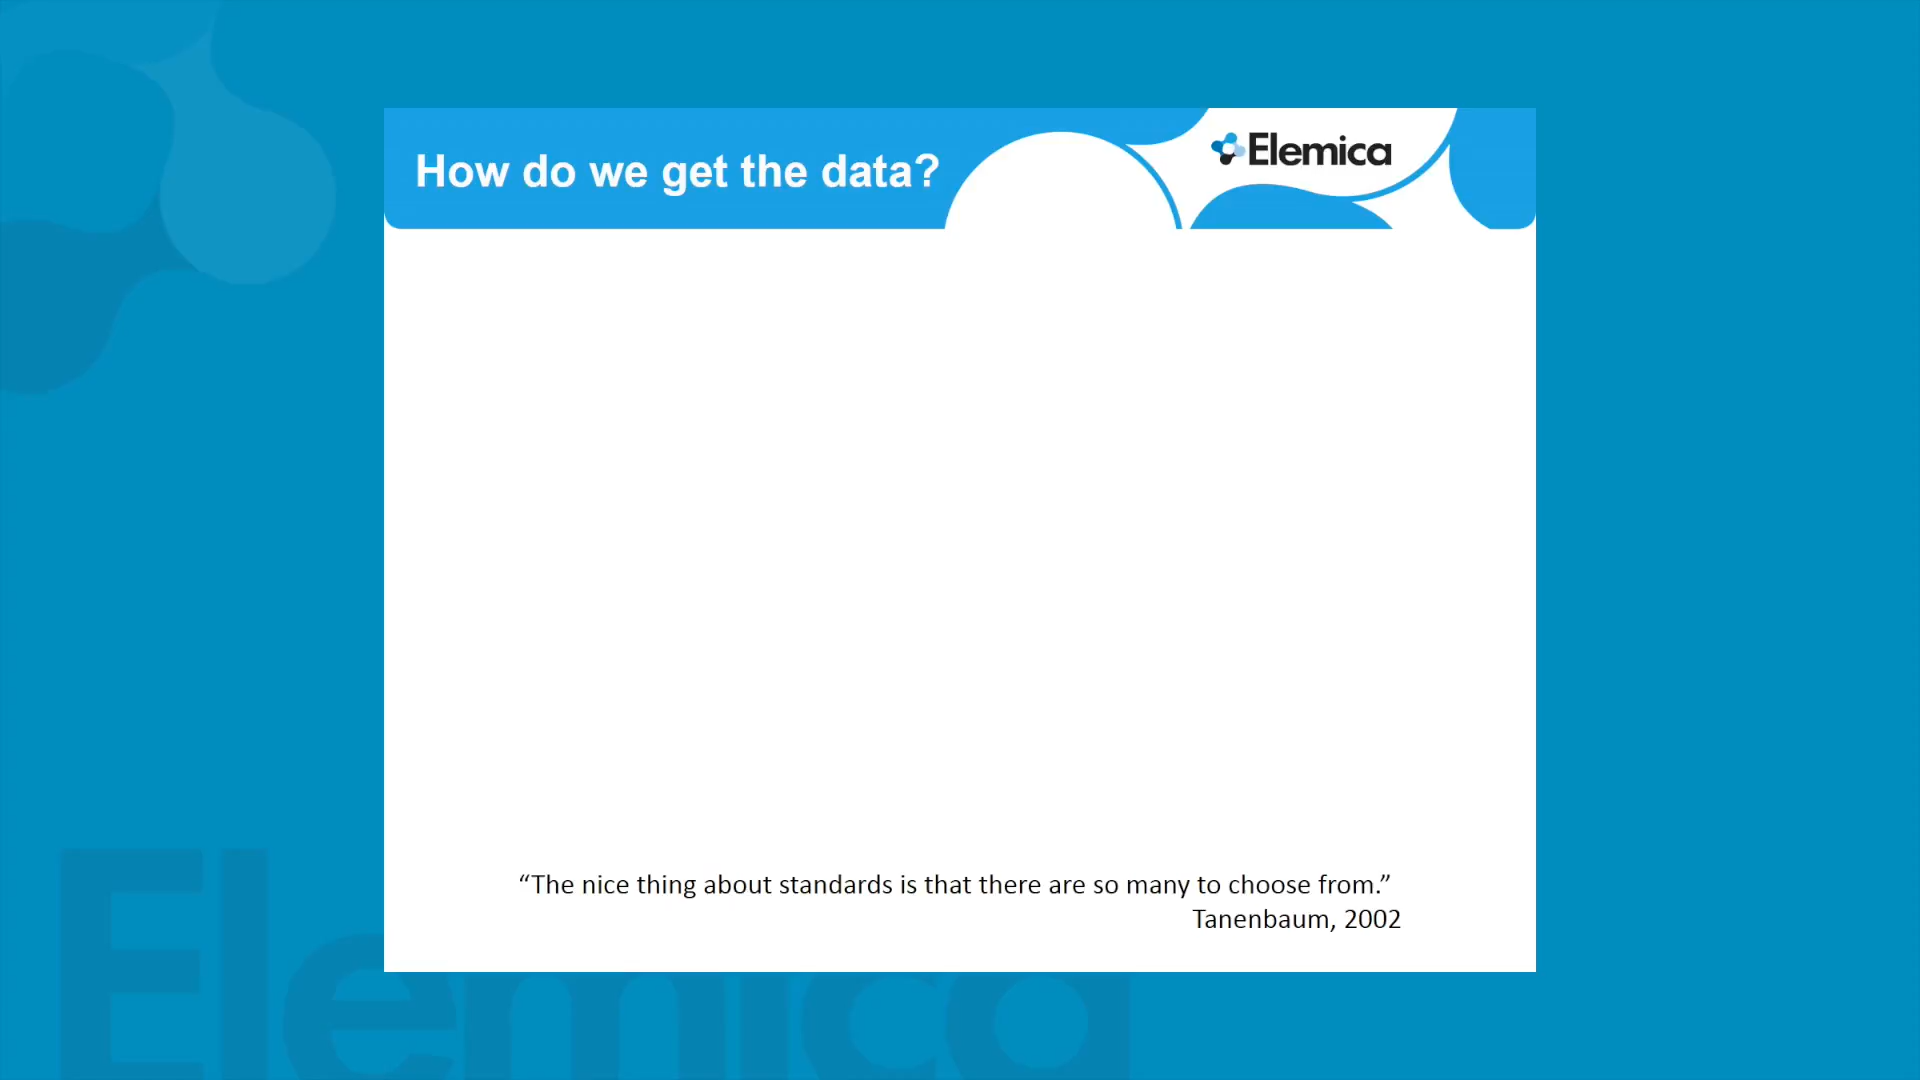 How do we get the data?
Elemica
“The nice thing about standards is that there are so many to choose from.”
Tanenbaum, 2002
Elemica